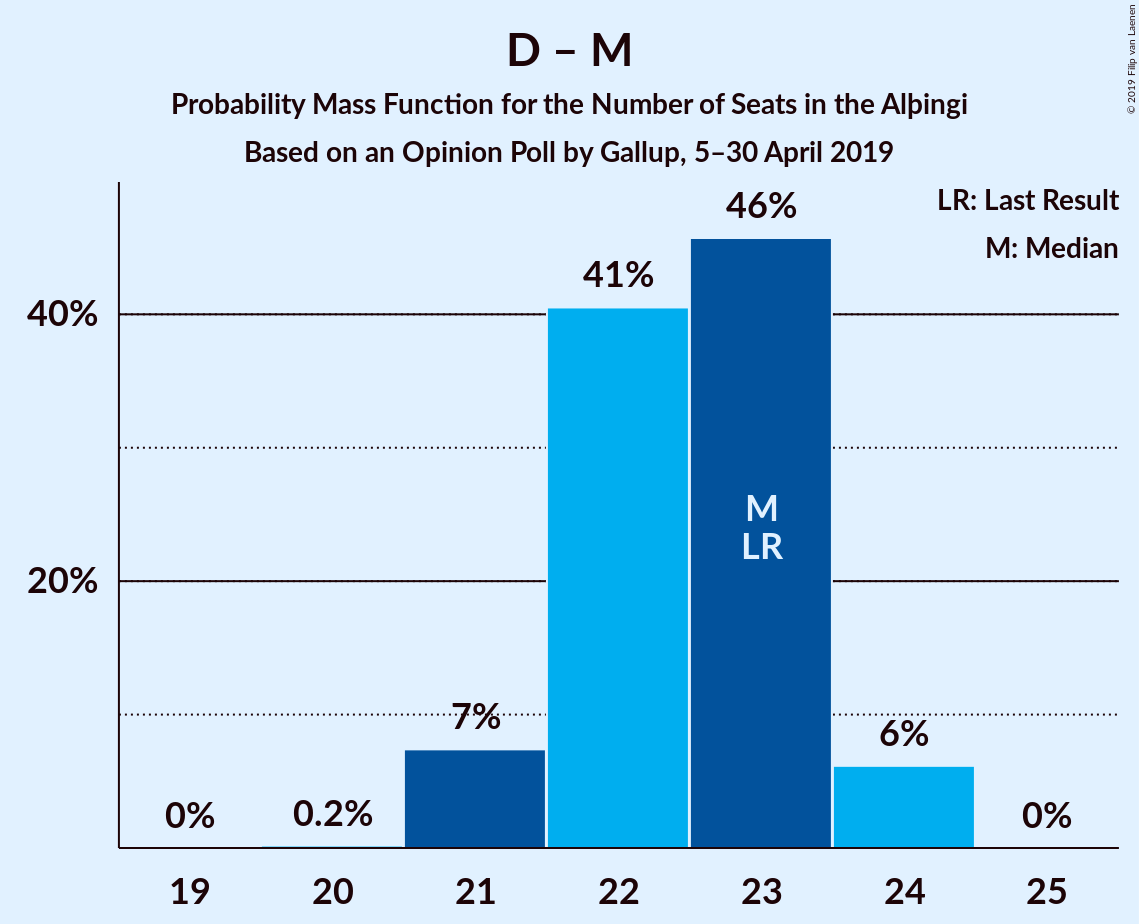 D – M
Probability Mass Function for the Number of Seats in the Alþingi
Based on an Opinion Poll by Gallup, 5–30 April 2019
© 2019 Filip van Laenen
LR: Last Result
M: Median
40%
20%
0%
0.2%
7%
41%
46%
6%
0%
M
LR
19
20
21
22
23
24
25